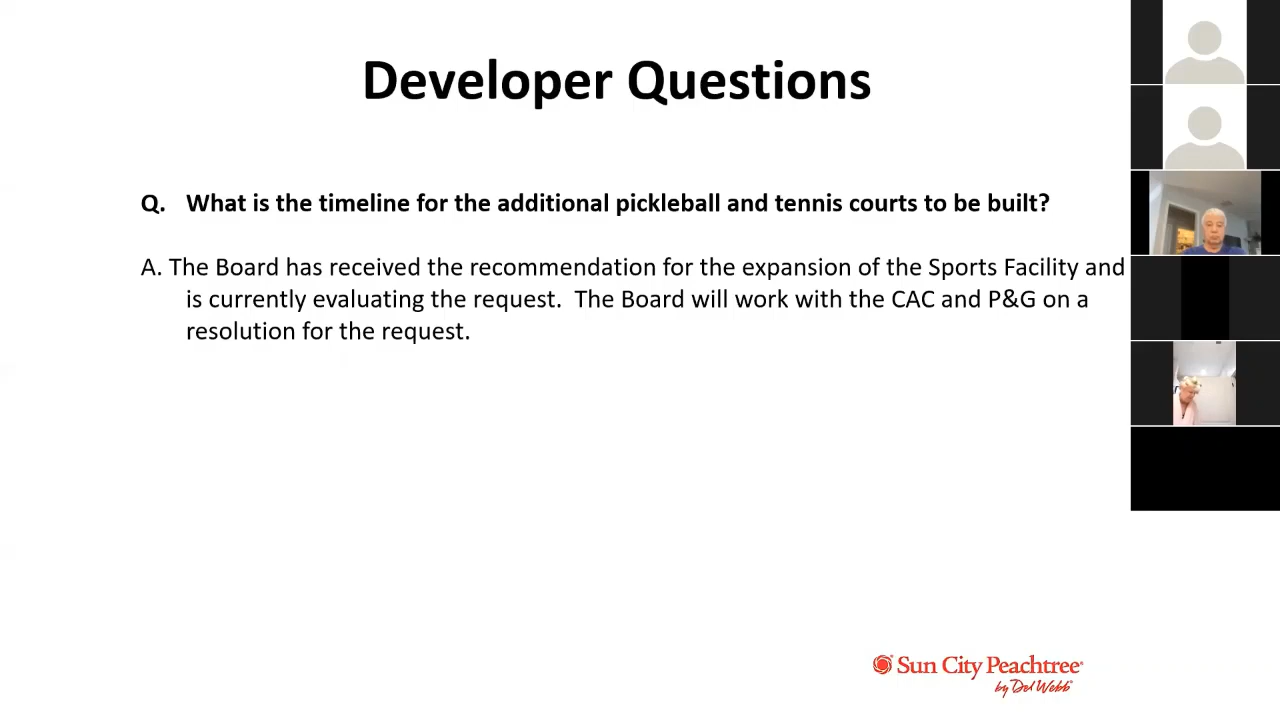 Developer Questions
Q. What is the timeline for the additional pickleball and tennis courts to be built?
A. The Board has received the recommendation for the expansion of the Sports Facility and
is currently evaluating the request.  The Board will work with the CAC and P&G on a
resolution for the request.
Sun City Peachtree®
by Del Webb®